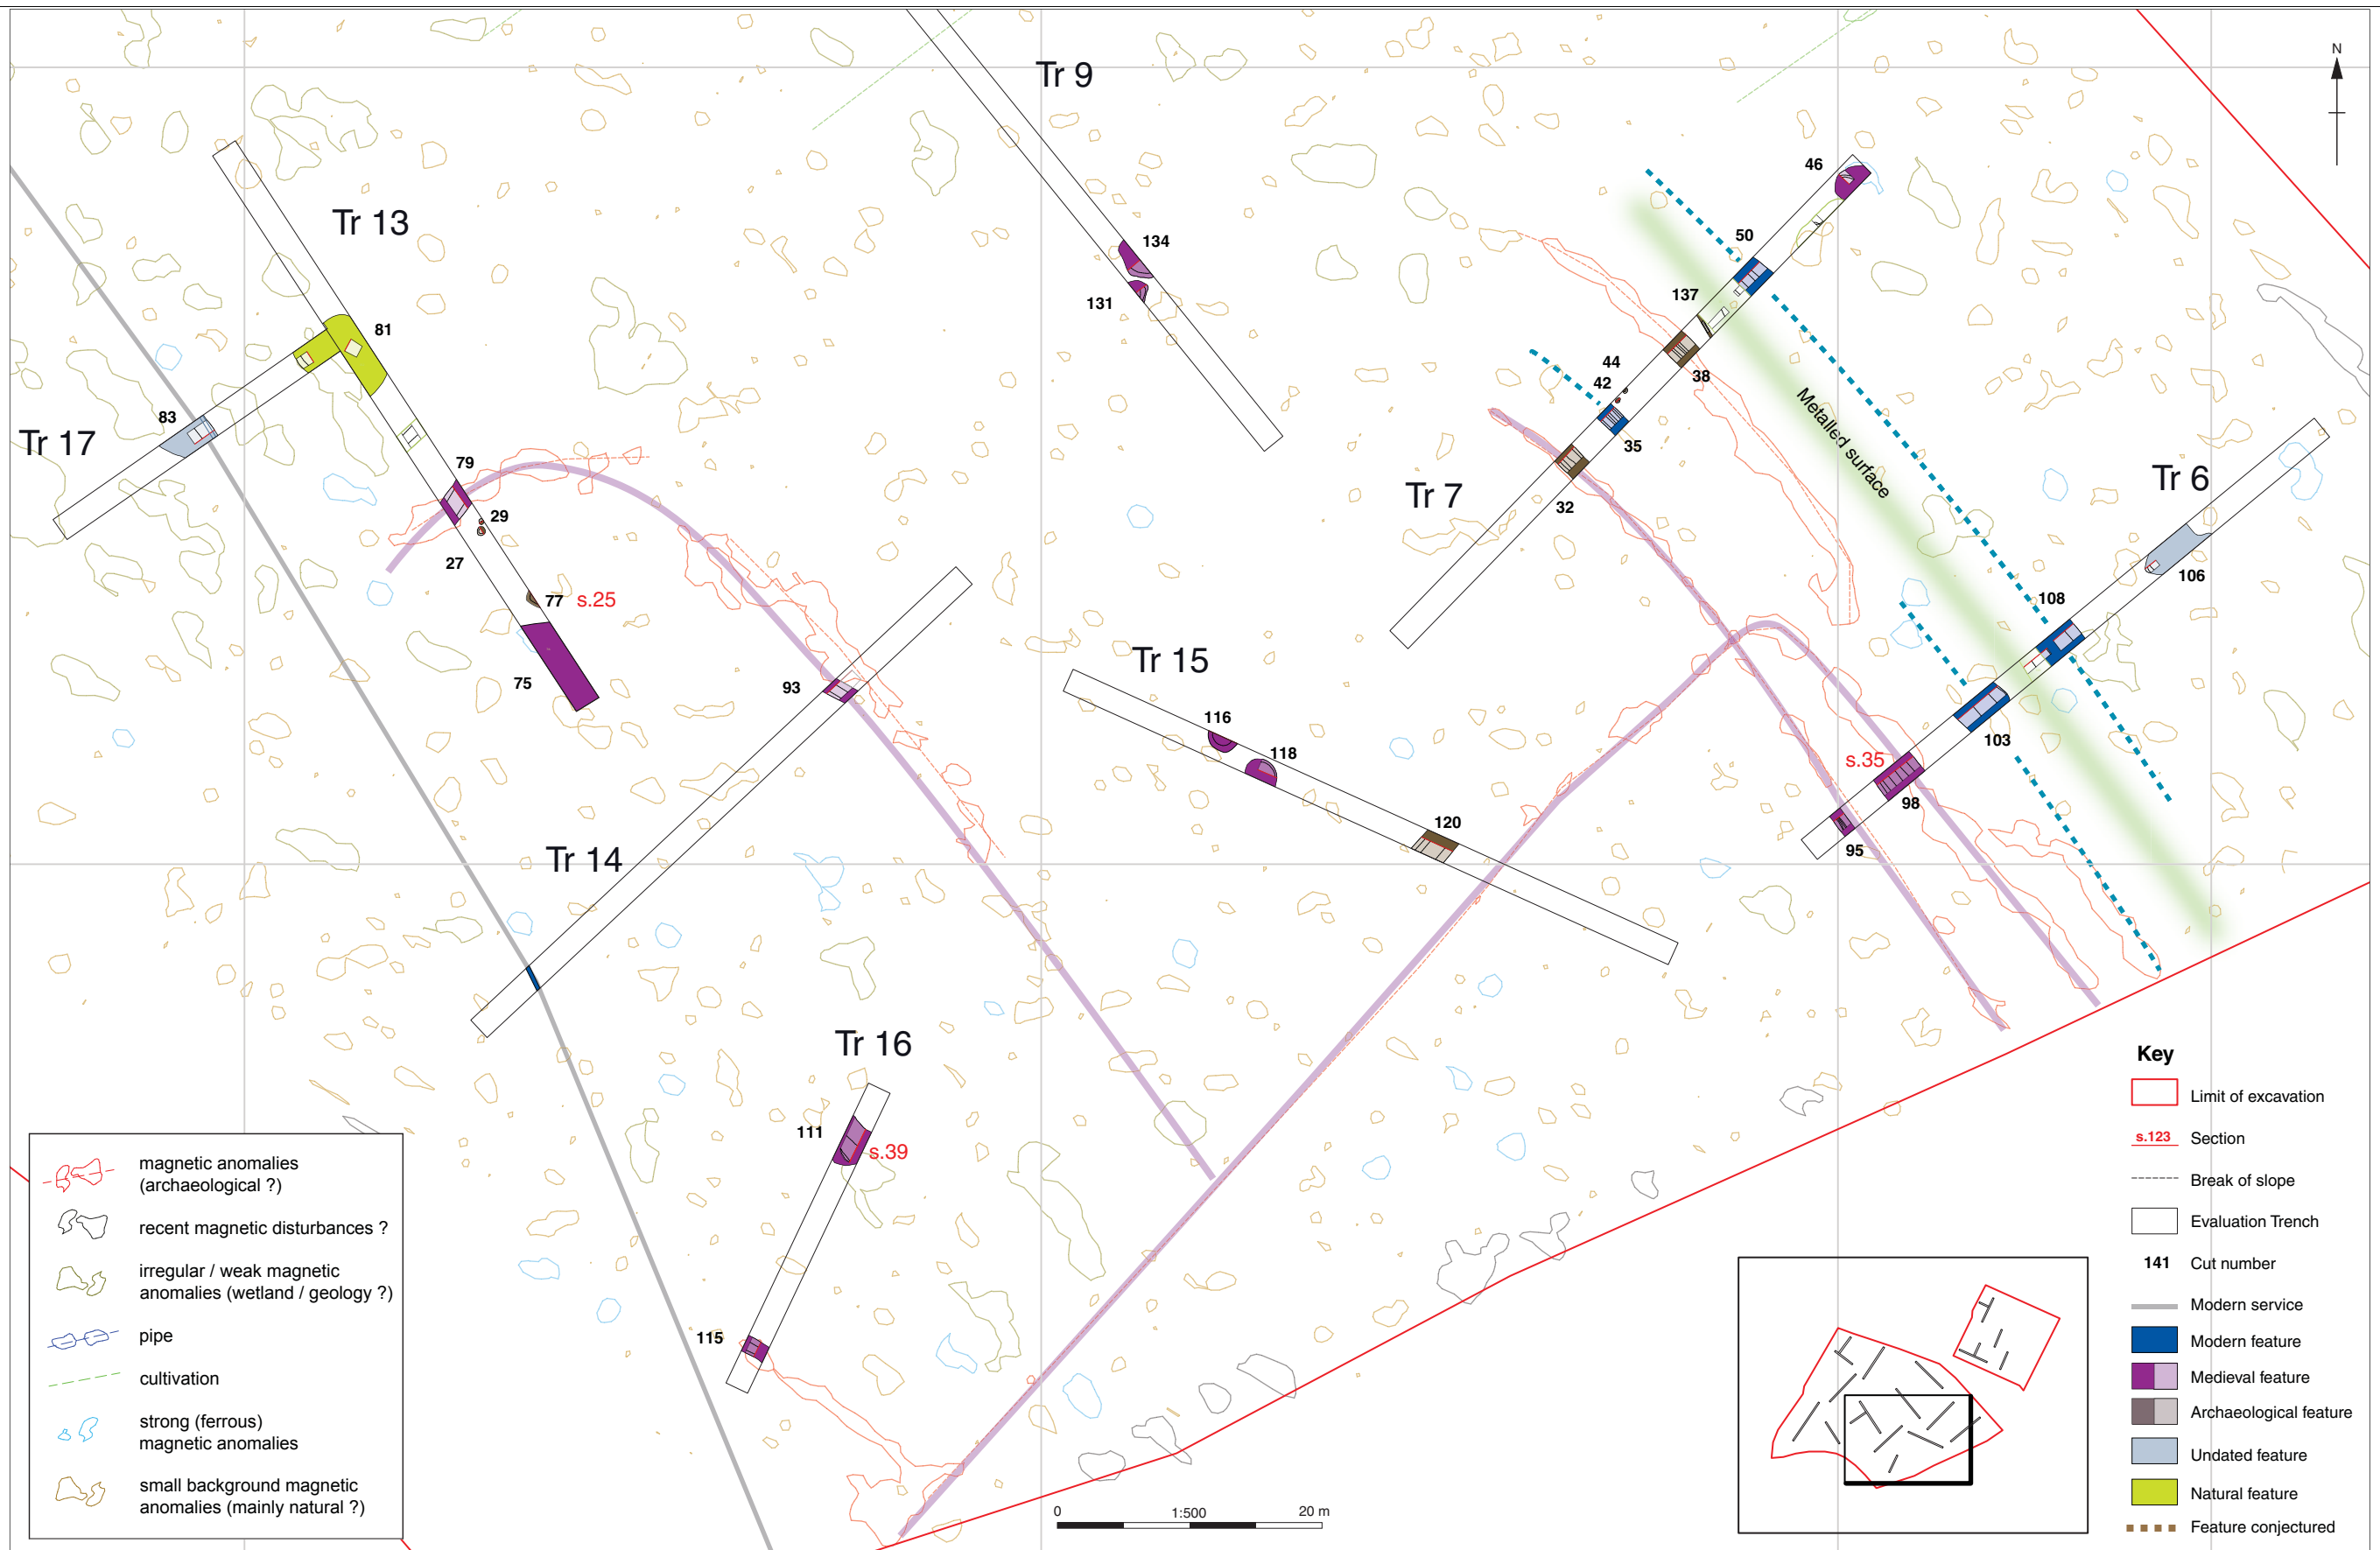 Tr 9
N
46
Tr 13
50
134
131
137
81
44
42
38
35
83
Tr 17
79
29
27
Tr 7
32
Metalled surface
Tr 6
106
108
77 s.25
75
93
Tr 15
116
118
103
s.35
98
95
120
Tr 14
Tr 16
111
s.39
115
magnetic anomalies
(archaeological ?)
recent magnetic disturbances ?
irregular / weak magnetic
anomalies (wetland / geology ?)
pipe
cultivation
strong (ferrous)
magnetic anomalies
small background magnetic
anomalies (mainly natural ?)
0 1:500 20 m
Key
Limit of excavation
s.123 Section
Break of slope
Evaluation Trench
141 Cut number
Modern service
Modern feature
Medieval feature
Archaeological feature
Undated feature
Natural feature
Feature conjectured